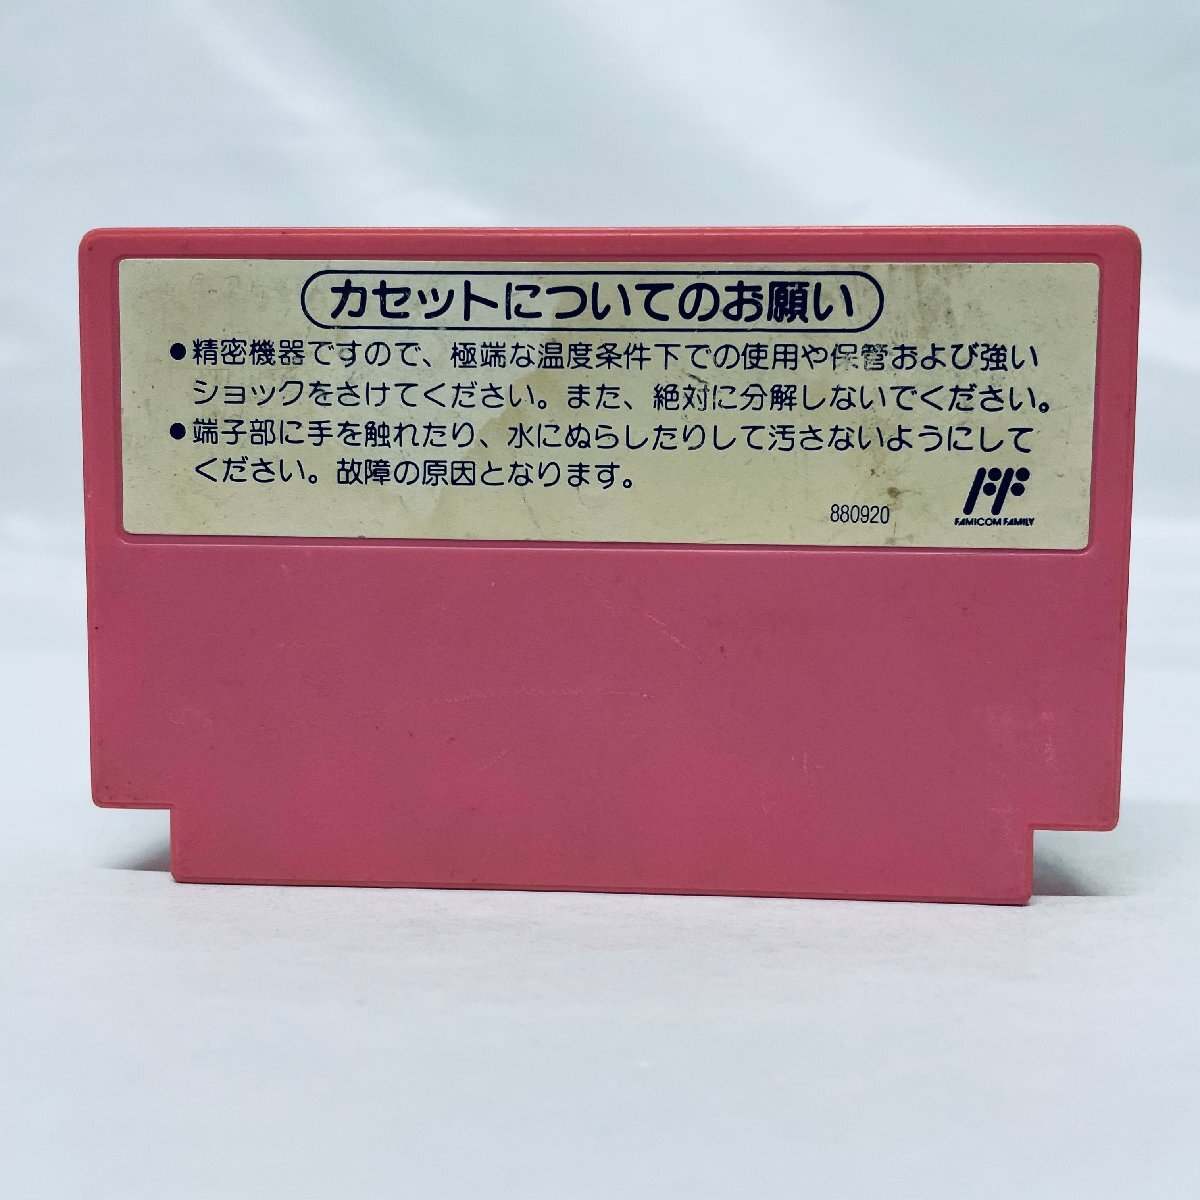 カセットについてのお願い
●精密機器ですので、極端な温度条件下での使用や保管および強い
ショックをさけてください。また、絶対に分解しないでください。
●端子部に手を触れたり、水にぬらしたりして汚さないようにして
ください。故障の原因となります。
880920
FAMICOM FAMILY